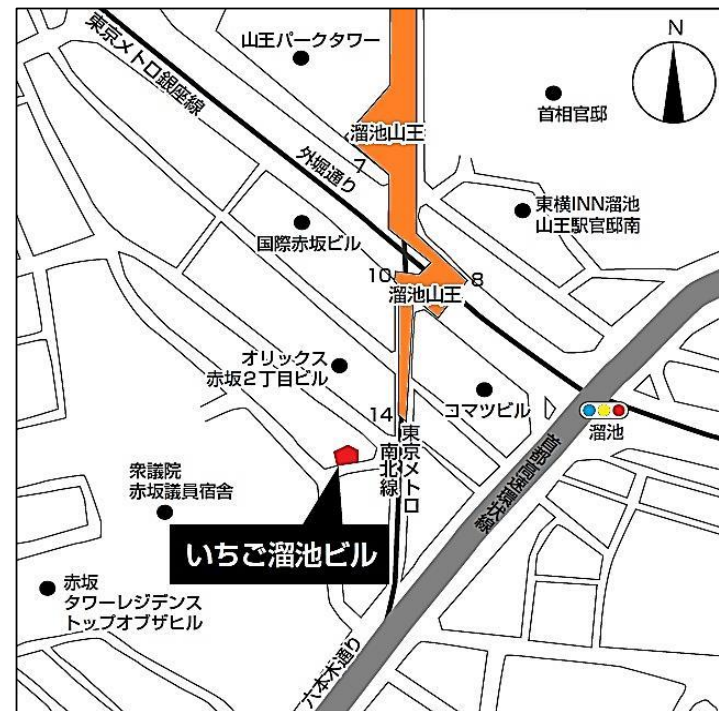 N
山王パークタワー
東京メトロ銀座線
首相官邸
溜池山王
7
外堀通り
東横INN溜池
山王駅官邸南
国際赤坂ビル
10
8
溜池山王
オリックス
赤坂2丁目ビル
コマツビル
14
東京メトロ
南北線
溜池
首都高速環状線
衆議院
赤坂議員宿舎
いちご溜池ビル
赤坂
タワーレジデンス
トップオブザヒル
六本木通り